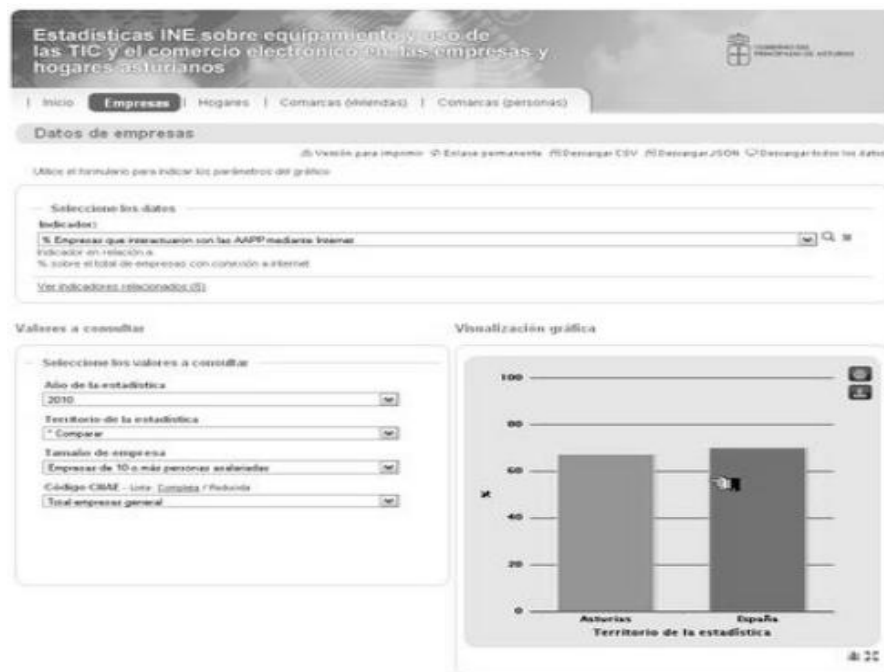 Estadísticas INE sobre equipamiento y uso de
las TIC y el comercio electrónico en las empresas y
hogares asturianos
GOBIERNO DEL
PRINCIPADO DE ASTURIAS
| Inicio Empresas | Hogares | Comarcas (viviendas) | Comarcas (personas)
Datos de empresas
Versión para imprimir Enlace permanente Descargar CSV Descargar JSON Descargar todos los datos
Utilice el formulario para indicar los parámetros del gráfico
Seleccione los datos
Indicador:
% Empresas que interactuaron con las AAPP mediante Internet
Indicador en relación a
% sobre el total de empresas con conexión a internet
Ver indicadores relacionados (5)
Valores a consultar
Seleccione los valores a consultar
Año de la estadística
2010
Territorio de la estadística
* Comparar
Tamaño de empresa
Empresas de 10 o más personas asalariadas
Código CNAE - Lista: Completa / Reducida
Total empresas general
Visualización gráfica
100
80
60
40
20
0
%
Asturias España
Territorio de la estadística